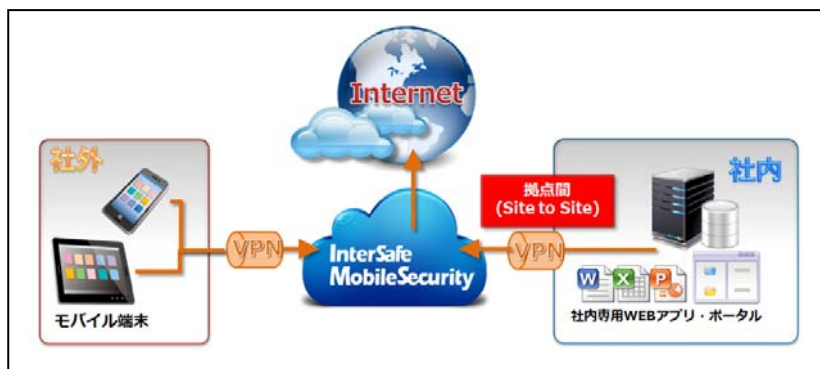 Internet
社外
モバイル端末
VPN
InterSafe
MobileSecurity
拠点間
(Site to Site)
VPN
社内
W X P
社内専用WEBアプリ・ポータル